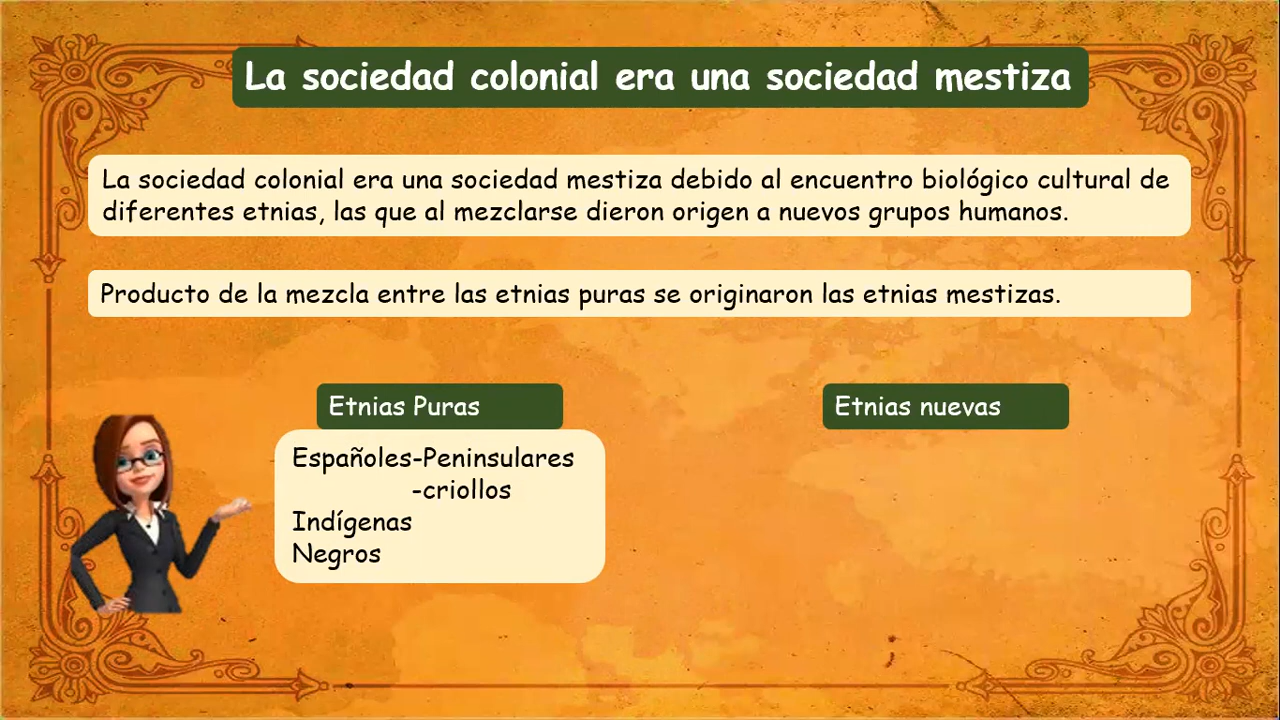 La sociedad colonial era una sociedad mestiza
La sociedad colonial era una sociedad mestiza debido al encuentro biológico cultural de
diferentes etnias, las que al mezclarse dieron origen a nuevos grupos humanos.
Producto de la mezcla entre las etnias puras se originaron las etnias mestizas.
Etnias Puras
Españoles-Peninsulares
-criollos
Indígenas
Negros
Etnias nuevas